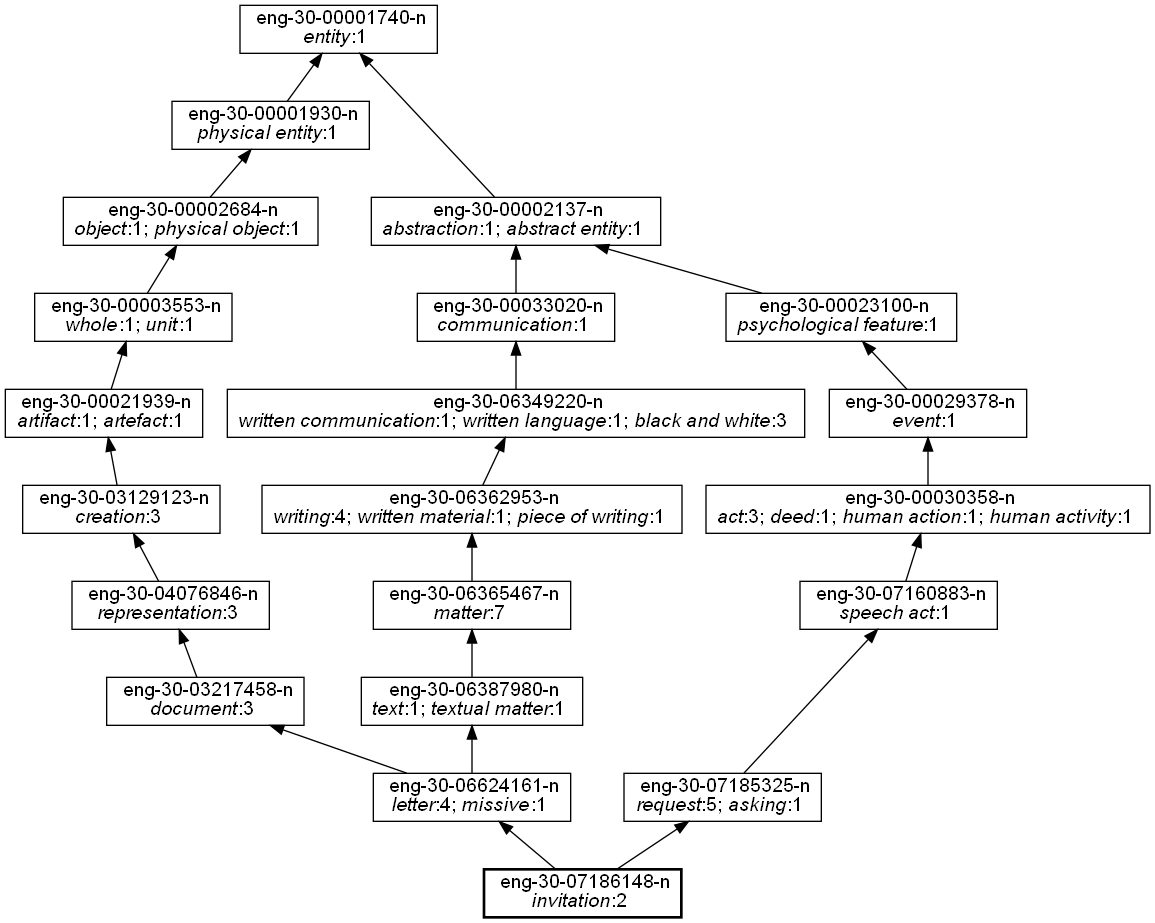 eng-30-00001740-n
entity:1
eng-30-00001930-n
physical entity:1
eng-30-00002684-n
object:1; physical object:1
eng-30-00002137-n
abstraction:1; abstract entity:1
eng-30-00003553-n
whole:1; unit:1
eng-30-00033020-n
communication:1
eng-30-00023100-n
psychological feature:1
eng-30-00021939-n
artifact:1; artefact:1
eng-30-06349220-n
written communication:1; written language:1; black and white:3
eng-30-00029378-n
event:1
eng-30-03129123-n
creation:3
eng-30-06362953-n
writing:4; written material:1; piece of writing:1
eng-30-00030358-n
act:3; deed:1; human action:1; human activity:1
eng-30-04076846-n
representation:3
eng-30-06365467-n
matter:7
eng-30-07160883-n
speech act:1
eng-30-03217458-n
document:3
eng-30-06387980-n
text:1; textual matter:1
eng-30-06624161-n
letter:4; missive:1
eng-30-07185325-n
request:5; asking:1
eng-30-07186148-n
invitation:2